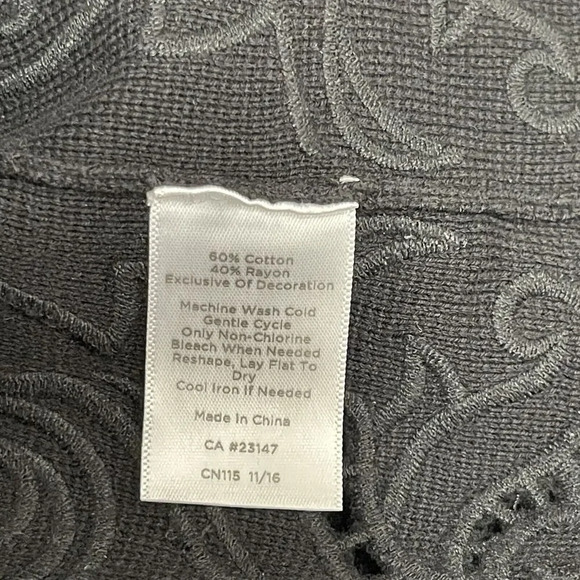 60% Cotton
40% Rayon
Exclusive Of Decoration
Machine Wash Cold
Gentle Cycle
Only Non-Chlorine
Bleach When Needed
Reshape, Lay Flat To
Dry
Cool Iron If Needed
Made In China
CA #23147
CN115 11/16